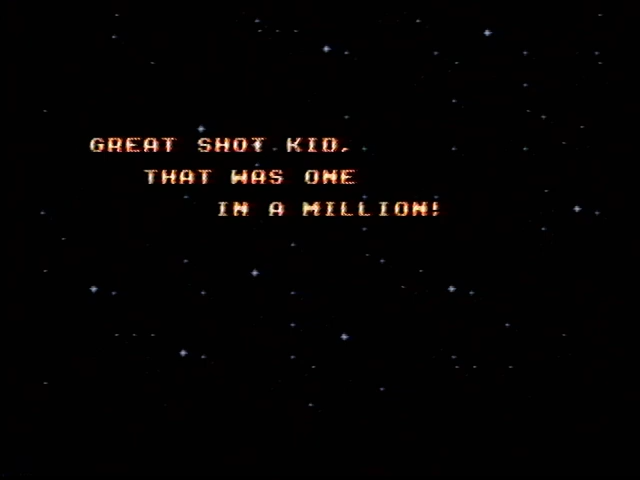 GREAT SHOT KID,
THAT WAS ONE
IN A MILLION!